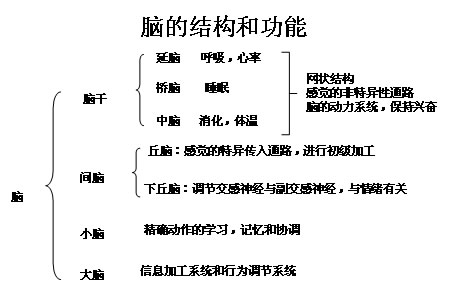 脑的结构和功能
延脑 呼吸，心率
桥脑 睡眠
中脑 消化，体温
网状结构
感觉的非特异性通路
脑的动力系统，保持兴奋
脑干
丘脑：感觉的特异传入通路，进行初级加工
间脑
下丘脑：调节交感神经与副交感神经，与情绪有关
脑
小脑 精确动作的学习，记忆和协调
大脑 信息加工系统和行为调节系统